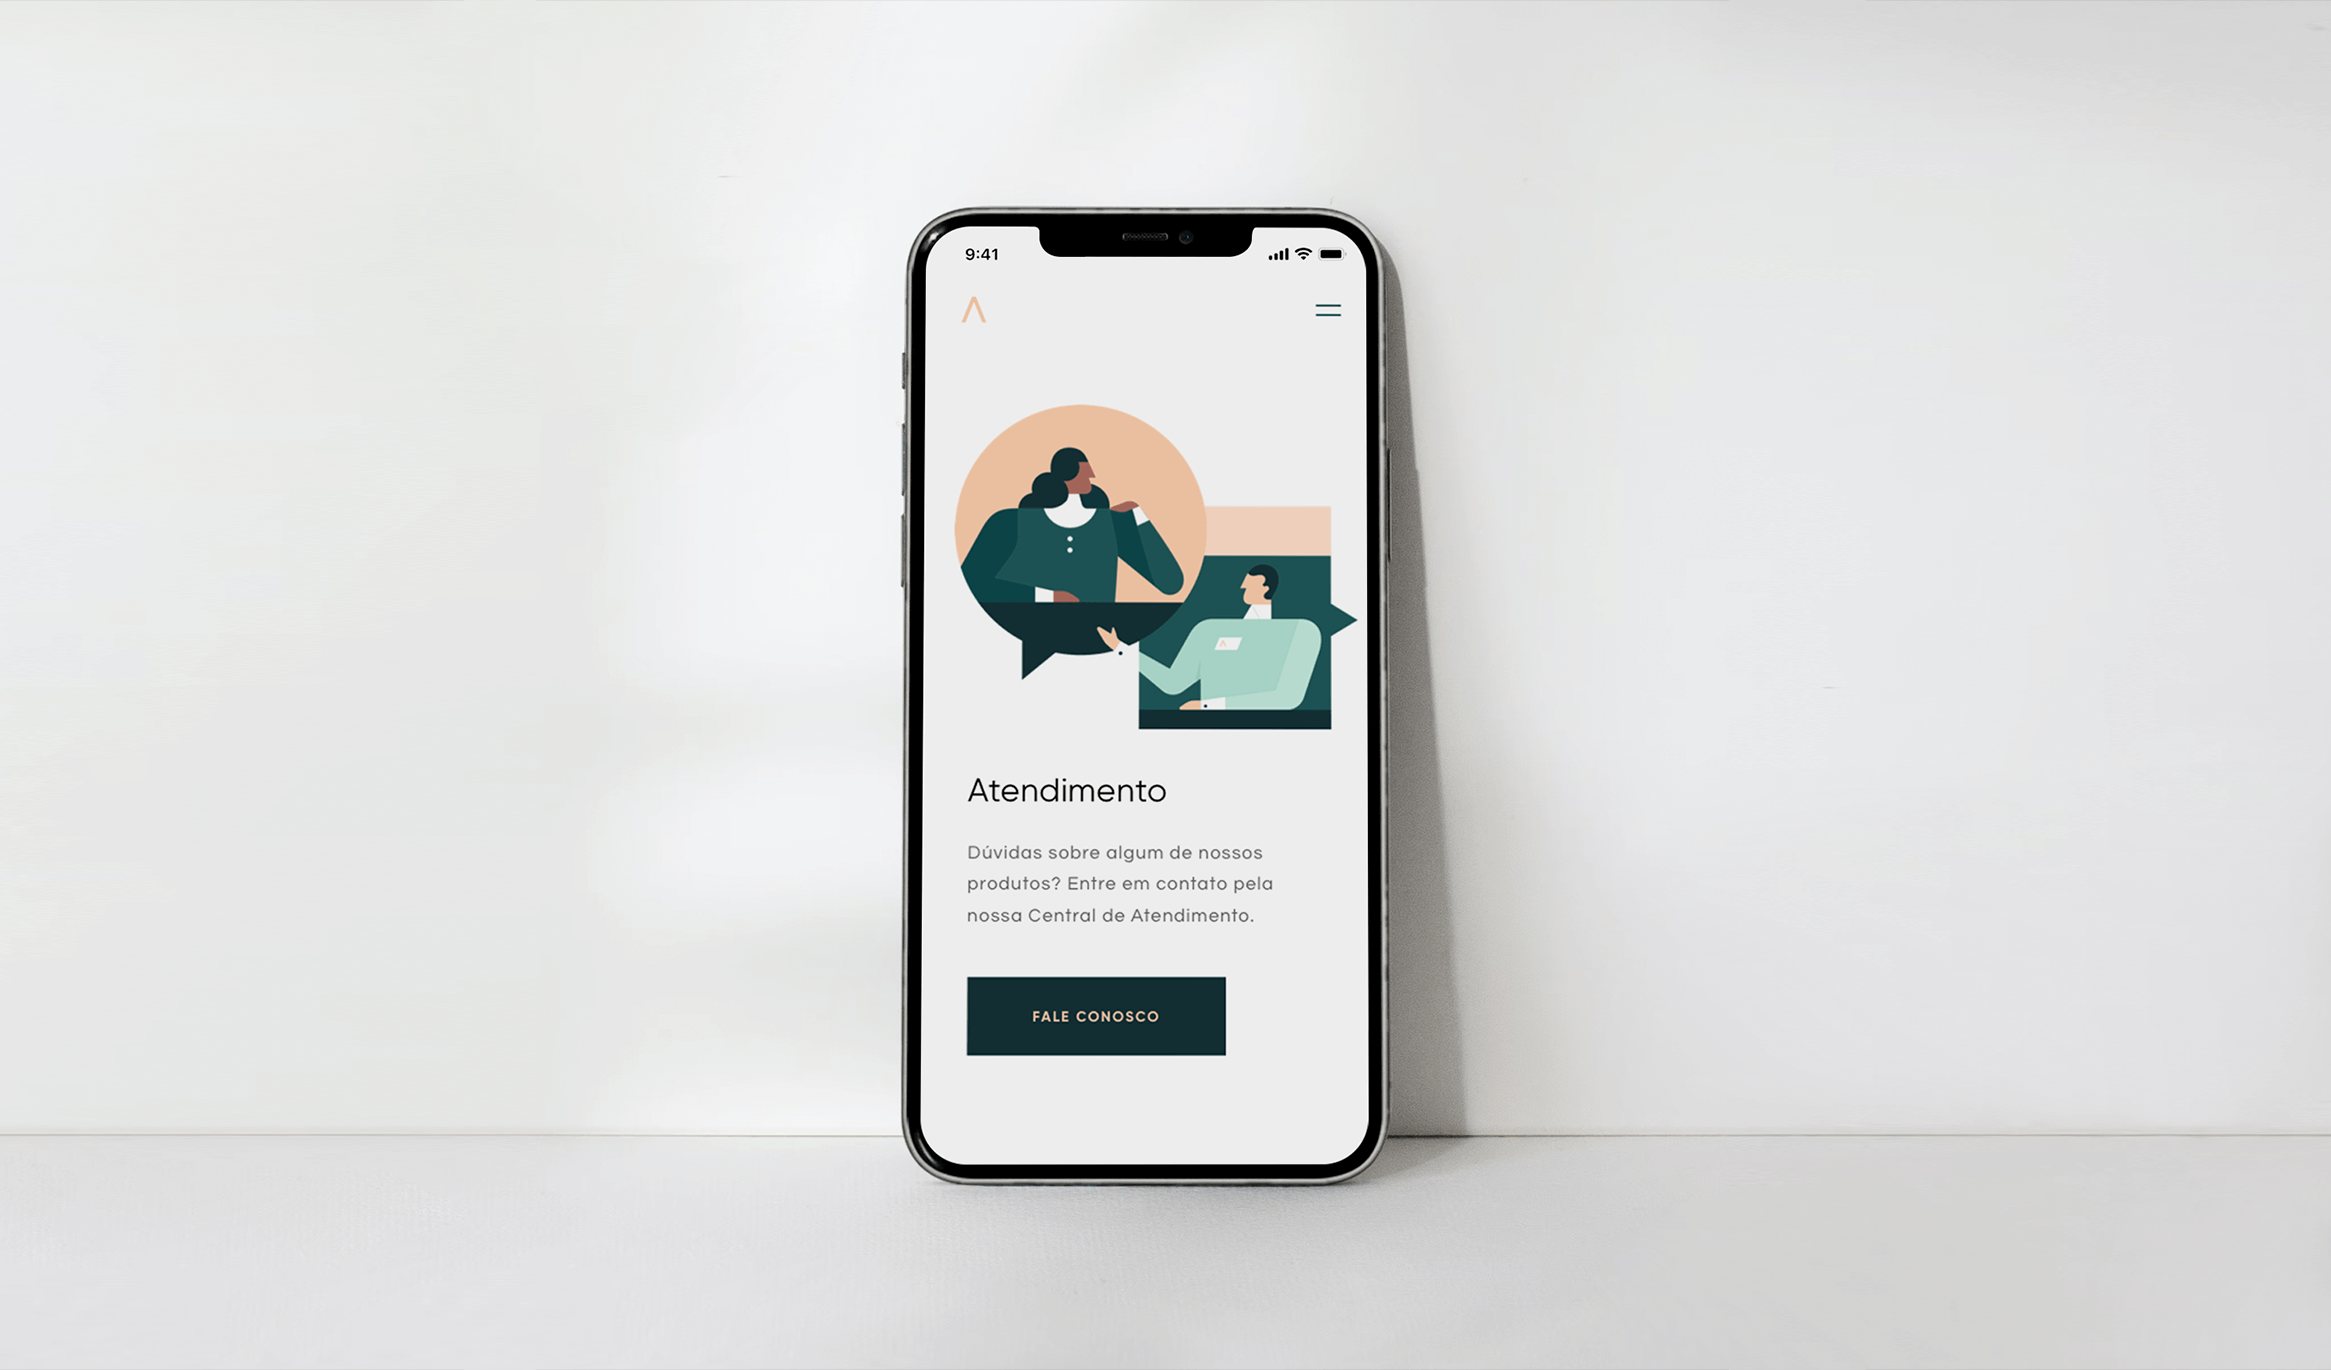 9:41
Atendimento
Dúvidas sobre algum de nossos
produtos? Entre em contato pela
nossa Central de Atendimento.
FALE CONOSCO